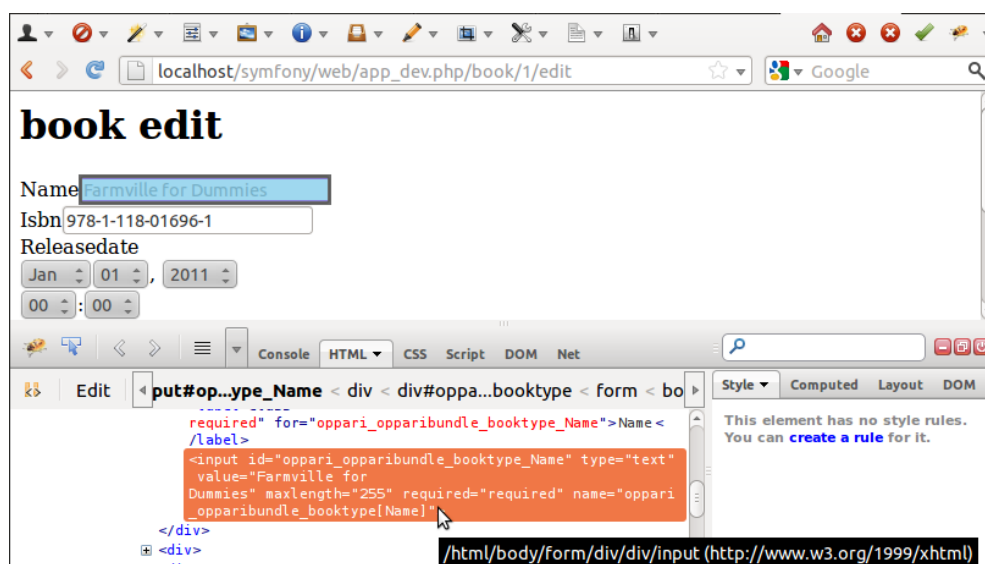 localhost/symfony/web/app_dev.php/book/1/edit
Google
book edit
Name Farmville for Dummies
Isbn 978-1-118-01696-1
Releasedate
Jan 01 , 2011
00 : 00
Console HTML CSS Script DOM Net
Edit put#op...ype_Name < div < div#oppa...booktype < form < bo
Style Computed Layout DOM
required" for="oppari_opparibundle_booktype_Name">Name<
/label>
<input id="oppari_opparibundle_booktype_Name" type="text"
value="Farmville for
Dummies" maxlength="255" required="required" name="oppari
_opparibundle_booktype[Name]"
</div>
<div>
This element has no style rules.
You can create a rule for it.
/html/body/form/div/div/input (http://www.w3.org/1999/xhtml)